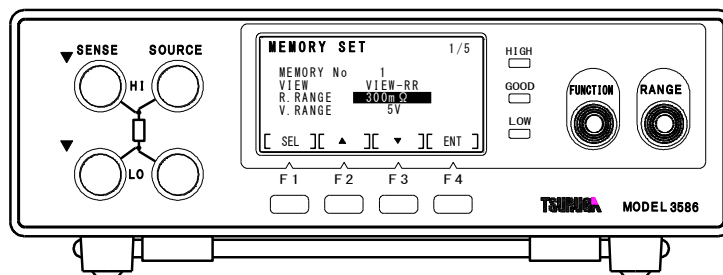 SENSE SOURCE
HI
LO
MEMORY SET 1/5
MEMORY No 1
VIEW VIEW-RR
R.RANGE 300mΩ
V.RANGE 5V
[ SEL ][ ▲ ][ ▼ ][ ENT ]
F1 F2 F3 F4
HIGH
GOOD
LOW
FUNCTION RANGE
TSURUGA MODEL 3586